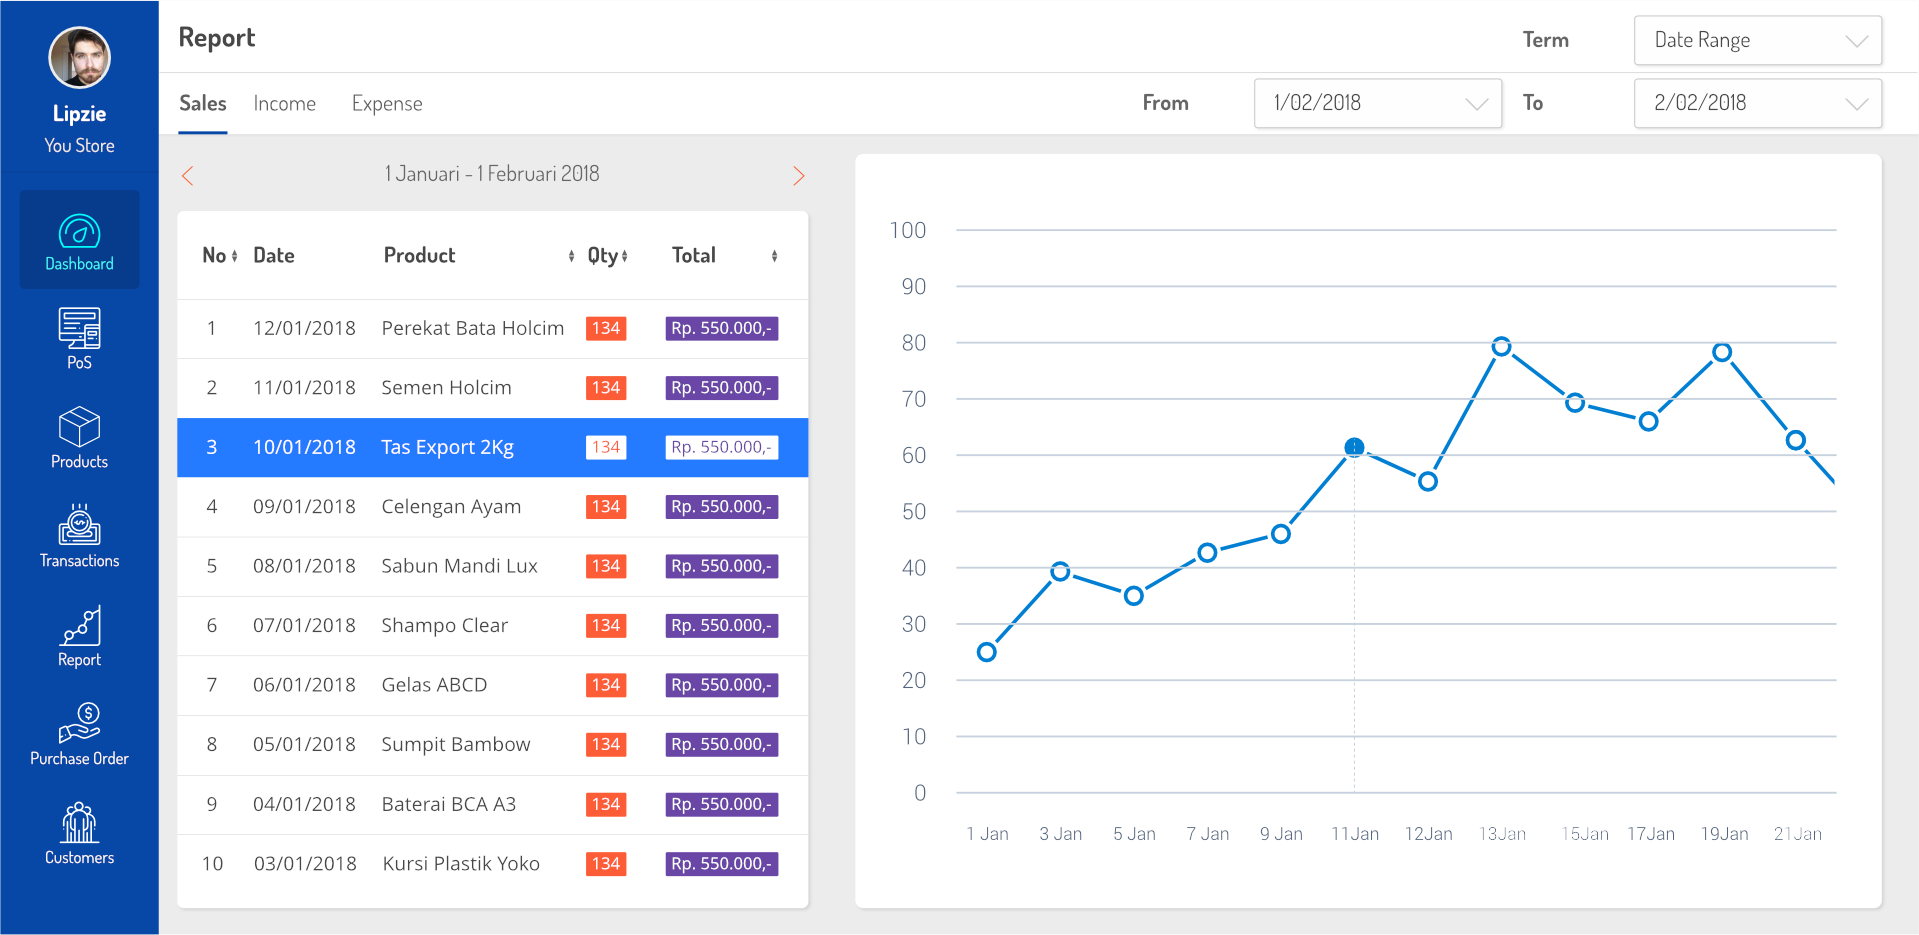 Lipzie
You Store
Dashboard
PoS
Products
Transactions
Report
Purchase Order
Customers
Report
Term Date Range
Sales Income Expense
From 1/02/2018 To 2/02/2018
1 Januari - 1 Februari 2018
No Date Product Qty Total
1 12/01/2018 Perekat Bata Holcim 134 Rp. 550.000,-
2 11/01/2018 Semen Holcim 134 Rp. 550.000,-
3 10/01/2018 Tas Export 2Kg 134 Rp. 550.000,-
4 09/01/2018 Celengan Ayam 134 Rp. 550.000,-
5 08/01/2018 Sabun Mandi Lux 134 Rp. 550.000,-
6 07/01/2018 Shampo Clear 134 Rp. 550.000,-
7 06/01/2018 Gelas ABCD 134 Rp. 550.000,-
8 05/01/2018 Sumpit Bambow 134 Rp. 550.000,-
9 04/01/2018 Baterai BCA A3 134 Rp. 550.000,-
10 03/01/2018 Kursi Plastik Yoko 134 Rp. 550.000,-
100
90
80
70
60
50
40
30
20
10
0
1 Jan 3 Jan 5 Jan 7 Jan 9 Jan 11Jan 12Jan 13Jan 15Jan 17Jan 19Jan 21Jan